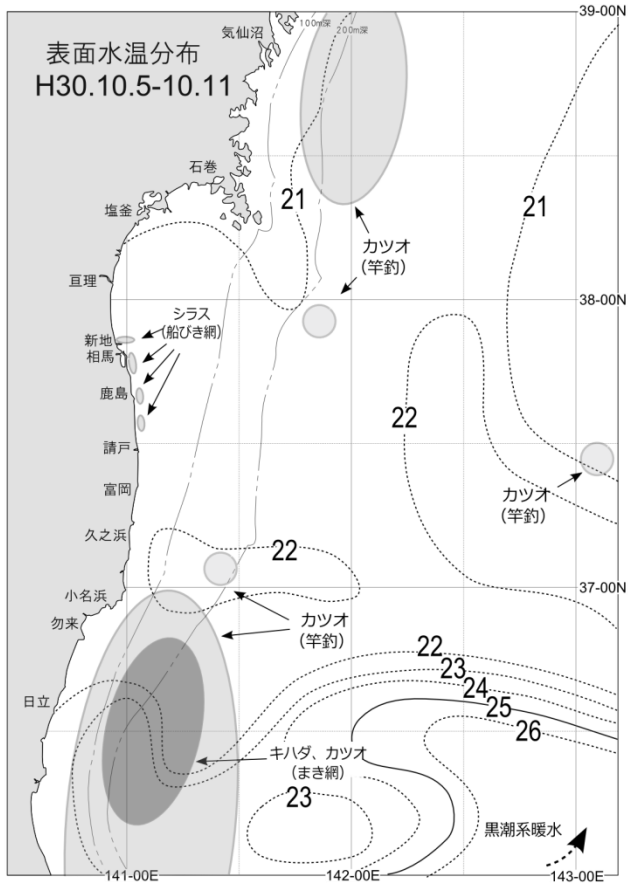 39-00N
気仙沼
100m深
200m深
表面水温分布
H30.10.5-10.11
石巻
21
21
塩釜
カツオ
(竿釣)
亘理
38-00N
シラス
(船びき網)
新地
相馬
鹿島
22
請戸
カツオ
(竿釣)
富岡
久之浜
22
37-00N
小名浜
カツオ
(竿釣)
勿来
22
23
24
日立
25
26
キハダ、カツオ
(まき網)
23
黒潮系暖水
141-00E
142-00E
143-00E